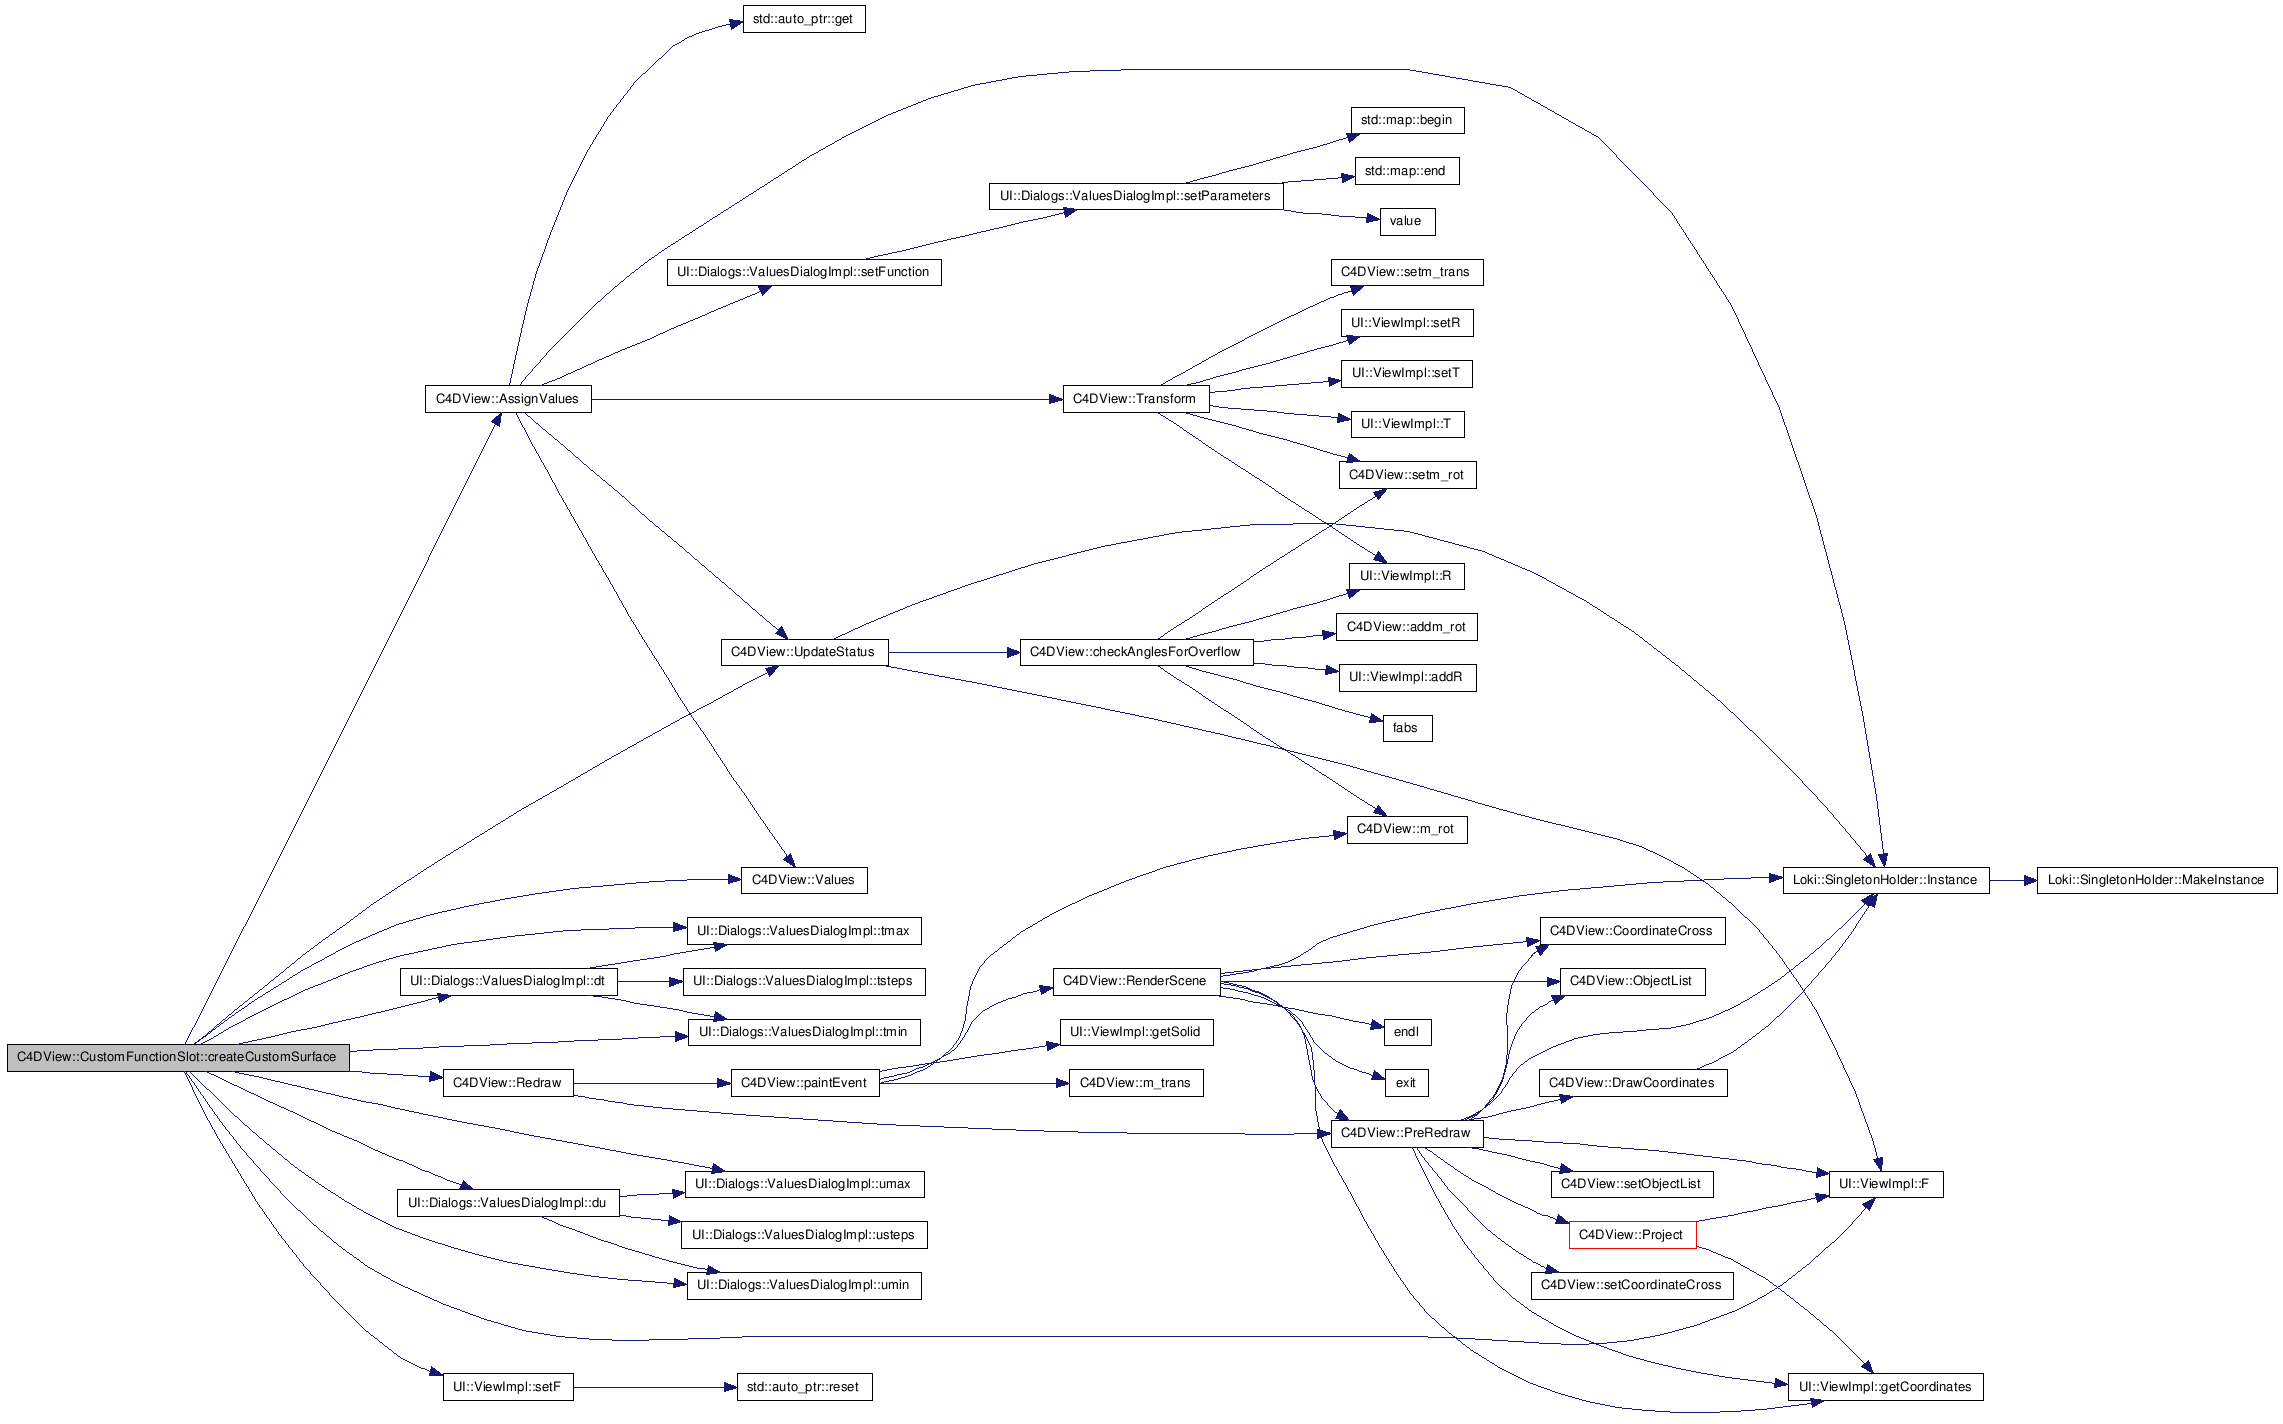 std::auto_ptr::get
std::map::begin
std::map::end
UI::Dialogs::ValuesDialogImpl::setParameters
value
UI::Dialogs::ValuesDialogImpl::setFunction
C4DView::setm_trans
UI::ViewImpl::setR
UI::ViewImpl::setT
C4DView::AssignValues
C4DView::Transform
UI::ViewImpl::T
C4DView::setm_rot
UI::ViewImpl::R
C4DView::addm_rot
C4DView::UpdateStatus
C4DView::checkAnglesForOverflow
UI::ViewImpl::addR
fabs
C4DView::m_rot
C4DView::Values
Loki::SingletonHolder::Instance
Loki::SingletonHolder::MakeInstance
UI::Dialogs::ValuesDialogImpl::tmax
C4DView::CoordinateCross
UI::Dialogs::ValuesDialogImpl::dt
UI::Dialogs::ValuesDialogImpl::tsteps
C4DView::RenderScene
C4DView::ObjectList
UI::Dialogs::ValuesDialogImpl::tmin
UI::ViewImpl::getSolid
endl
C4DView::CustomFunctionSlot::createCustomSurface
C4DView::Redraw
C4DView::paintEvent
C4DView::m_trans
exit
C4DView::DrawCoordinates
C4DView::PreRedraw
UI::Dialogs::ValuesDialogImpl::umax
C4DView::setObjectList
UI::ViewImpl::F
UI::Dialogs::ValuesDialogImpl::du
UI::Dialogs::ValuesDialogImpl::usteps
C4DView::Project
UI::Dialogs::ValuesDialogImpl::umin
C4DView::setCoordinateCross
UI::ViewImpl::setF
std::auto_ptr::reset
UI::ViewImpl::getCoordinates